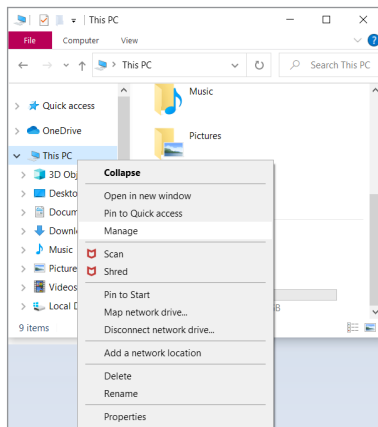 This PC
File Computer View
This PC
Search This PC
Quick access
OneDrive
This PC
3D Obj
Deskto
Docum
Downl
Music
Picture
Videos
Local D
Music
Pictures
Collapse
Open in new window
Pin to Quick access
Manage
Scan
Shred
Pin to Start
Map network drive...
Disconnect network drive...
Add a network location
Delete
Rename
Properties
B
9 items